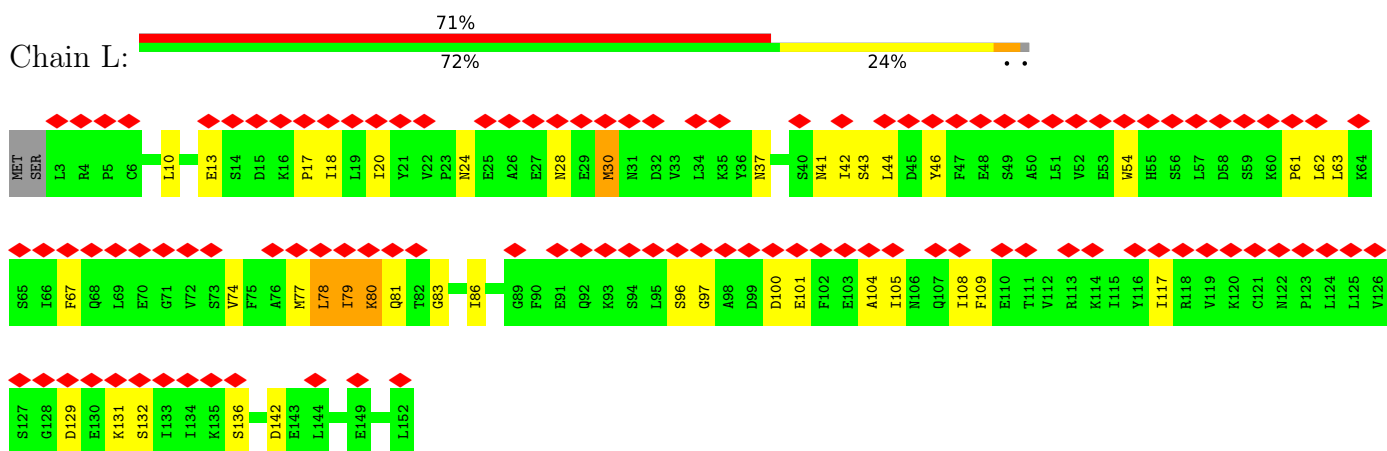 71%
Chain L:
72% 24% • •
MET SER L3 R4 P5 C6 L10 E13 S14 D15 K16 P17 I18 L19 I20 Y21 V22 P23 N24 E25 A26 E27 N28 E29 M30 N31 D32 V33 L34 K35 Y36 N37 S40 N41 I42 S43 L44 D45 Y46 F47 E48 S49 A50 L51 V52 E53 W54 H55 S56 L57 D58 S59 K60 P61 L62 L63 K64
S65 I66 F67 Q68 L69 E70 G71 V72 S73 V74 F75 A76 M77 L78 I79 K80 Q81 T82 G83 I86 G89 F90 E91 Q92 K93 S94 L95 S96 G97 A98 D99 D100 E101 F102 E103 A104 I105 N106 Q107 I108 F109 E110 T111 V112 R113 K114 I115 Y116 I117 R118 V119 K120 C121 N122 P123 L124 L125 V126
S127 G128 D129 E130 K131 S132 I133 I134 K135 S136 D142 E143 L144 E149 L152